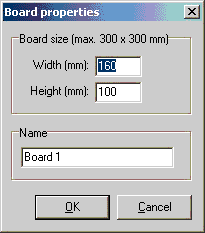 Board properties
Board size (max. 300 x 300 mm)
Width (mm): 160
Height (mm): 100
Name
Board 1
OK Cancel